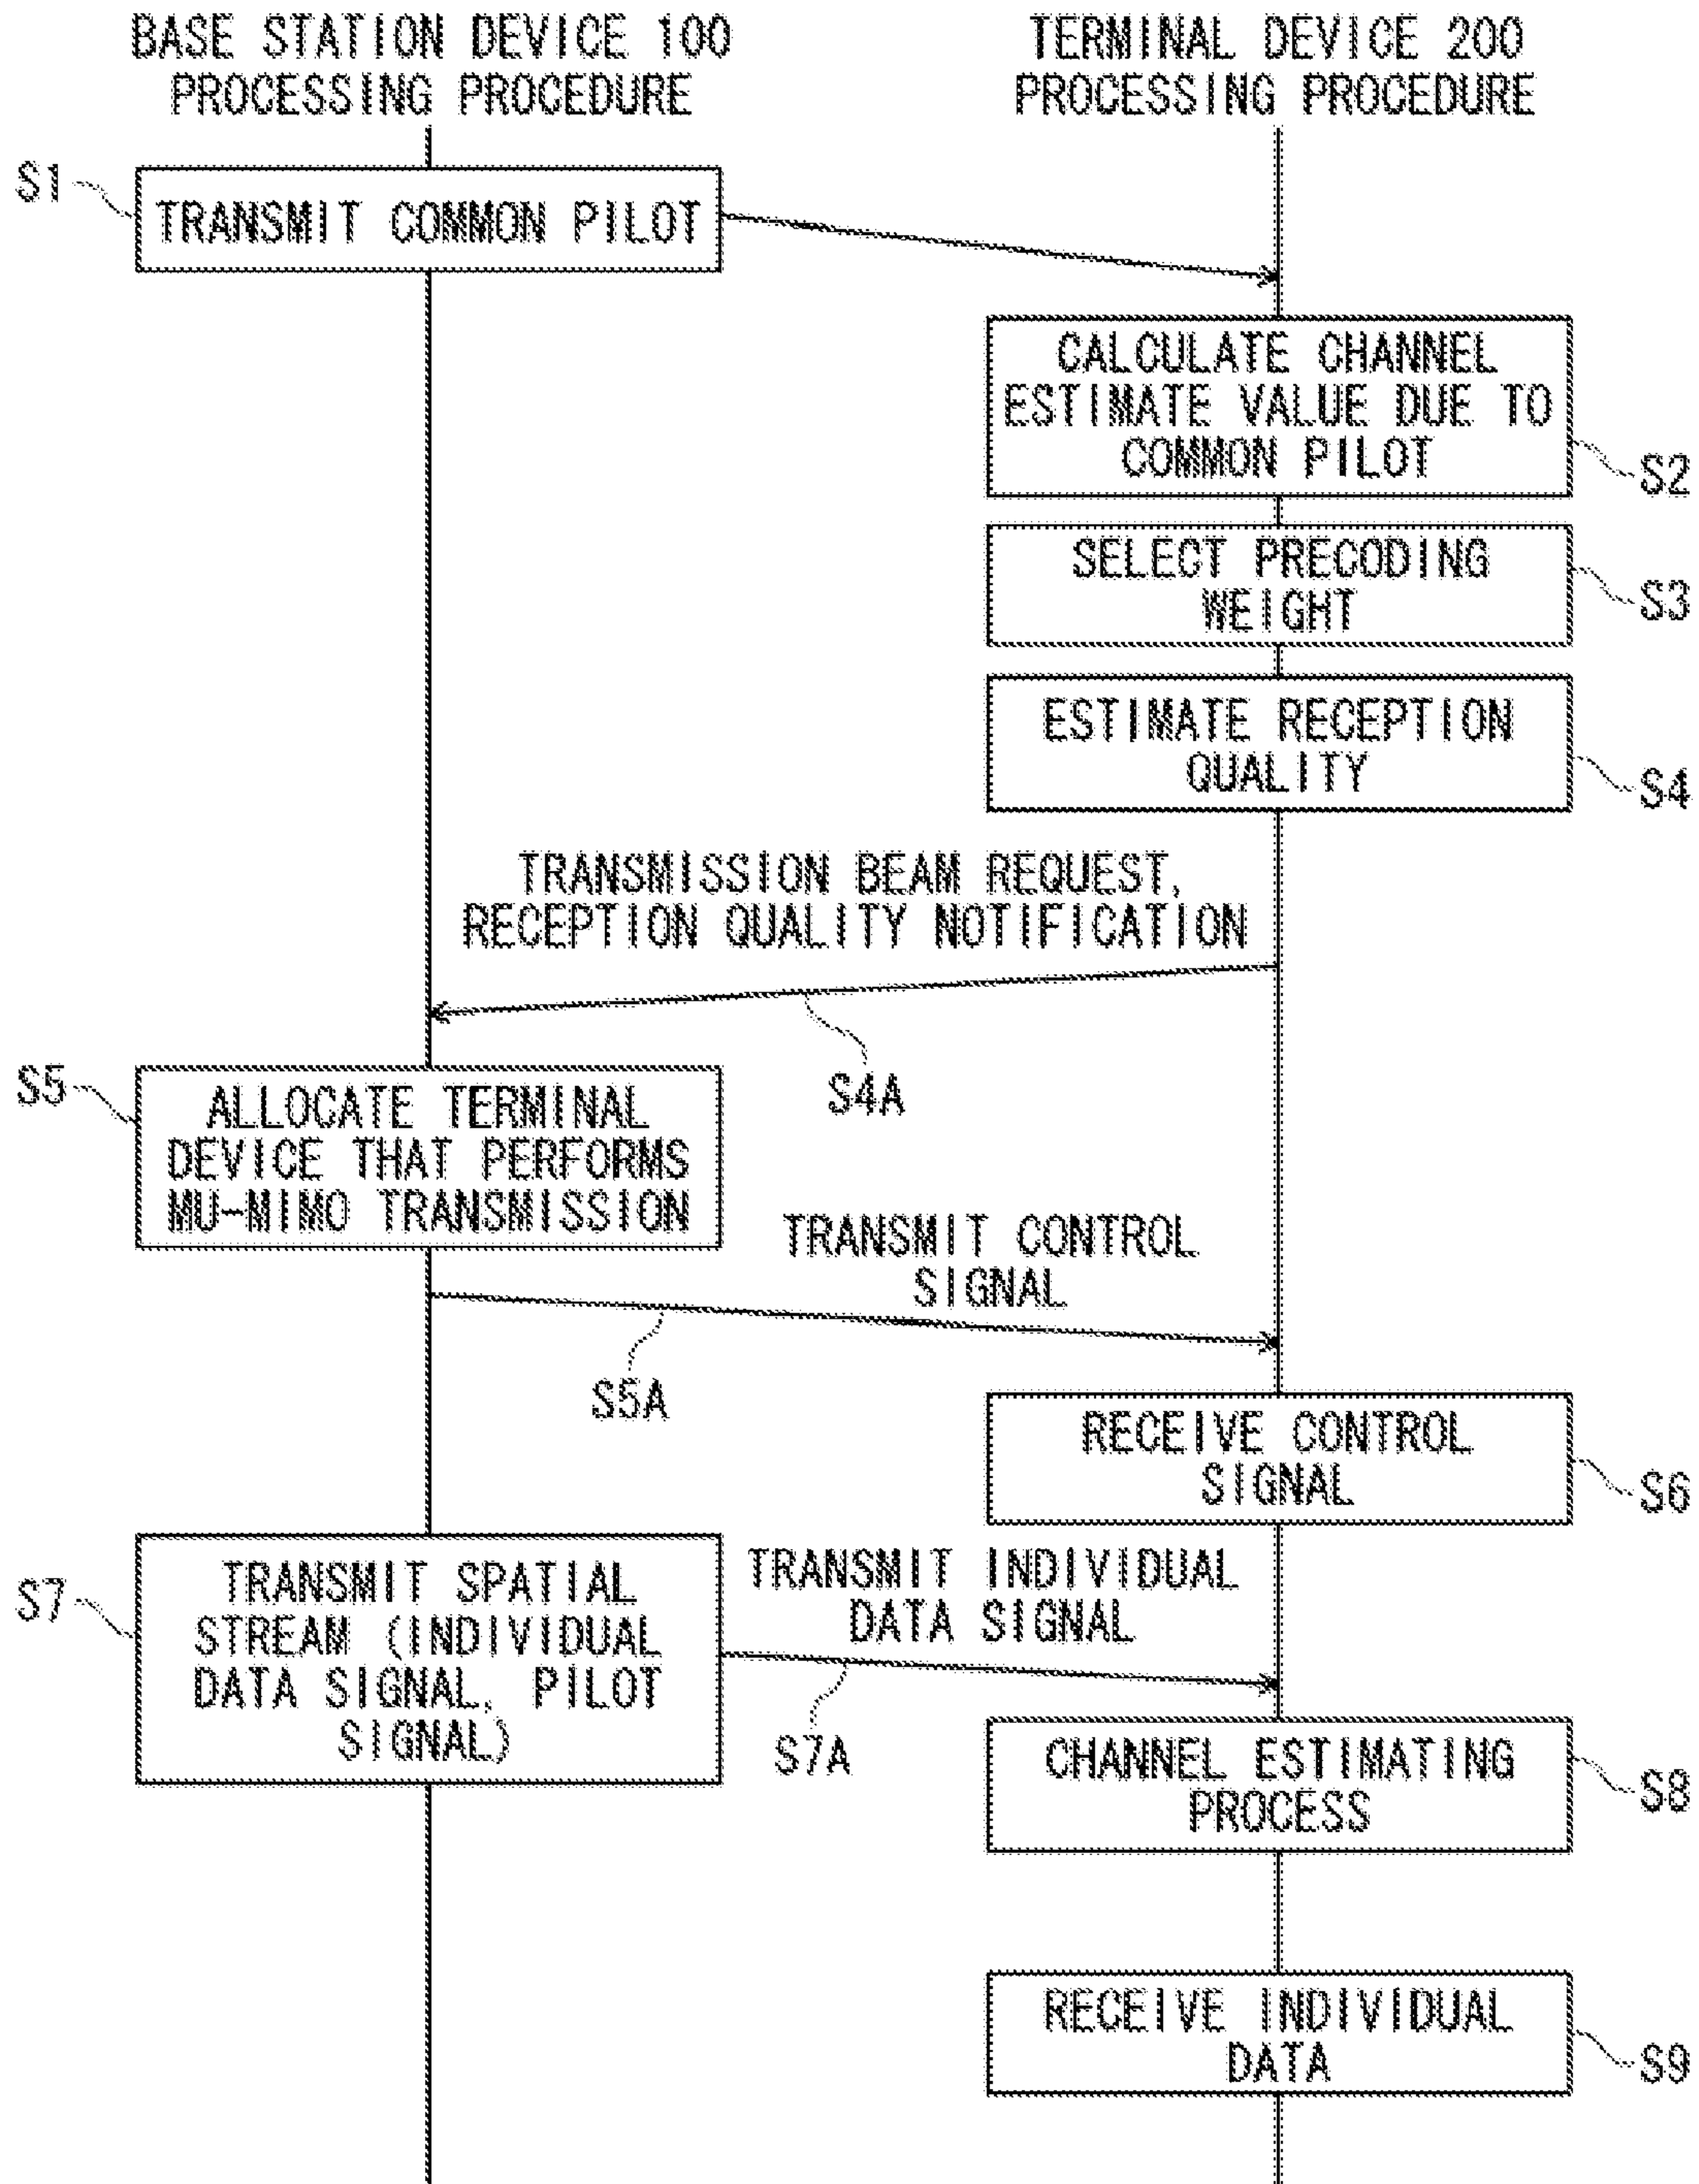 BASE STATION DEVICE 100
PROCESSING PROCEDURE
TERMINAL DEVICE 200
PROCESSING PROCEDURE
S1
TRANSMIT COMMON PILOT
CALCULATE CHANNEL
ESTIMATE VALUE DUE TO
COMMON PILOT
S2
SELECT PRECODING
WEIGHT
S3
ESTIMATE RECEPTION
QUALITY
S4
TRANSMISSION BEAM REQUEST,
RECEPTION QUALITY NOTIFICATION
S4A
S5
ALLOCATE TERMINAL
DEVICE THAT PERFORMS
MU-MIMO TRANSMISSION
TRANSMIT CONTROL
SIGNAL
S5A
RECEIVE CONTROL
SIGNAL
S6
S7
TRANSMIT SPATIAL
STREAM (INDIVIDUAL
DATA SIGNAL, PILOT
SIGNAL)
TRANSMIT INDIVIDUAL
DATA SIGNAL
S7A
CHANNEL ESTIMATING
PROCESS
S8
RECEIVE INDIVIDUAL
DATA
S9